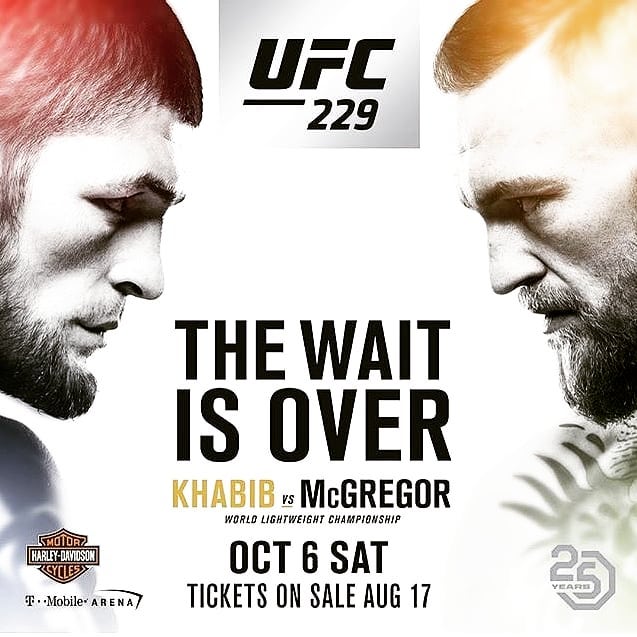 UFC
229
THE WAIT
IS OVER
KHABIB vs McGREGOR
WORLD LIGHTWEIGHT CHAMPIONSHIP
OCT 6 SAT
TICKETS ON SALE AUG 17
MOTOR
HARLEY-DAVIDSON
CYCLES
T··Mobile· ARENA
25
YEARS